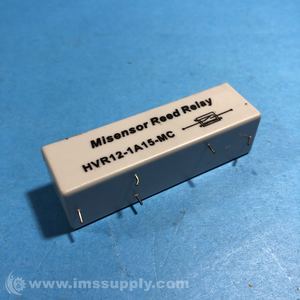 Misensor Reed Relay
HVR12-1A15-MC
© www.imssupply.com